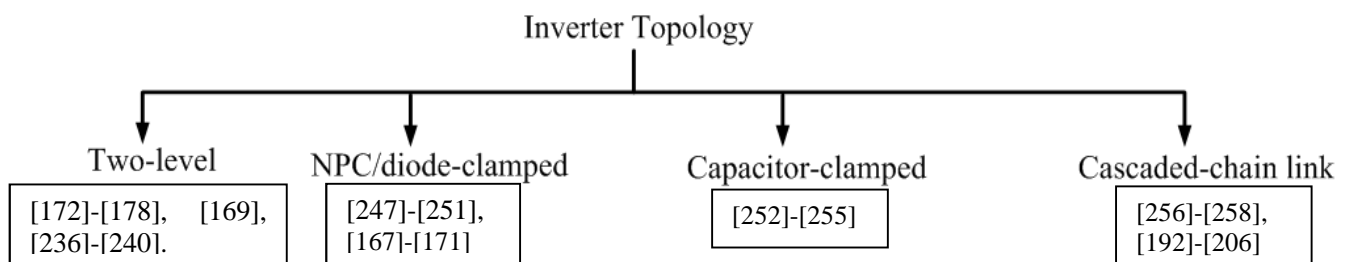 Inverter Topology
Two-level
[172]-[178], [169],
[236]-[240].
NPC/diode-clamped
[247]-[251],
[167]-[171]
Capacitor-clamped
[252]-[255]
Cascaded-chain link
[256]-[258],
[192]-[206]